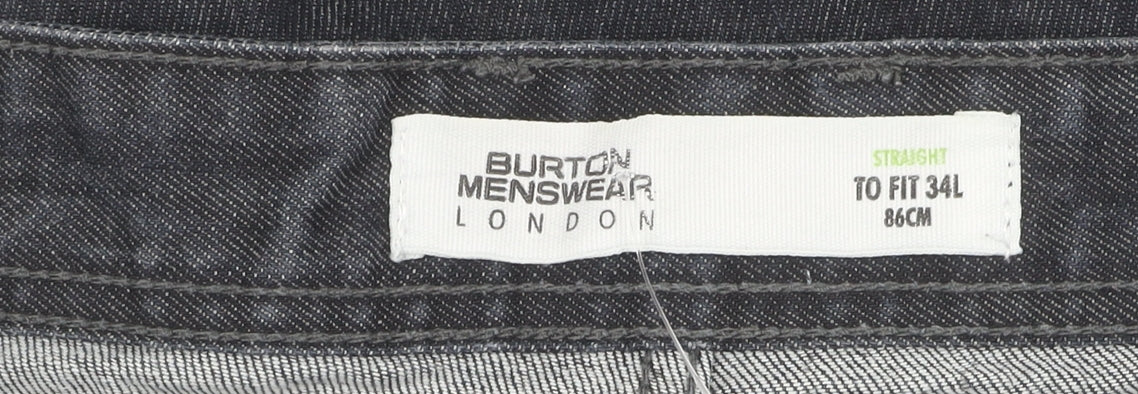 BURTON
MENSWEAR
LONDON
STRAIGHT
TO FIT 34L
86CM